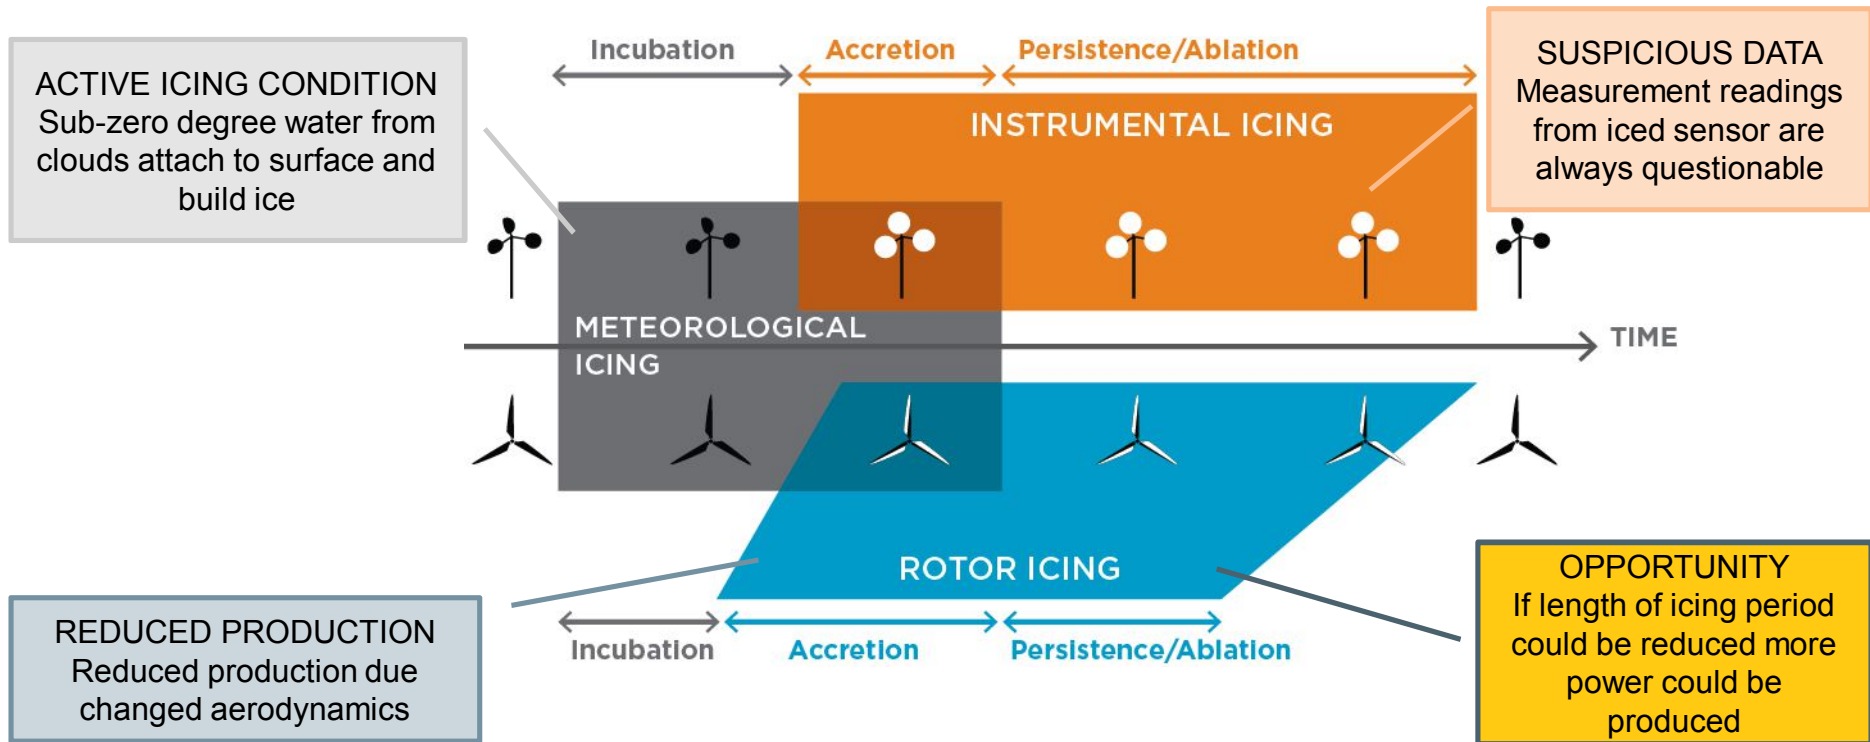 ACTIVE ICING CONDITION
Sub-zero degree water from
clouds attach to surface and
build ice
Incubation
Accretion
Persistence/Ablation
SUSPICIOUS DATA
Measurement readings
from iced sensor are
always questionable
INSTRUMENTAL ICING
METEOROLOGICAL
ICING
TIME
ROTOR ICING
REDUCED PRODUCTION
Reduced production due
changed aerodynamics
Incubation
Accretion
Persistence/Ablation
OPPORTUNITY
If length of icing period
could be reduced more
power could be
produced